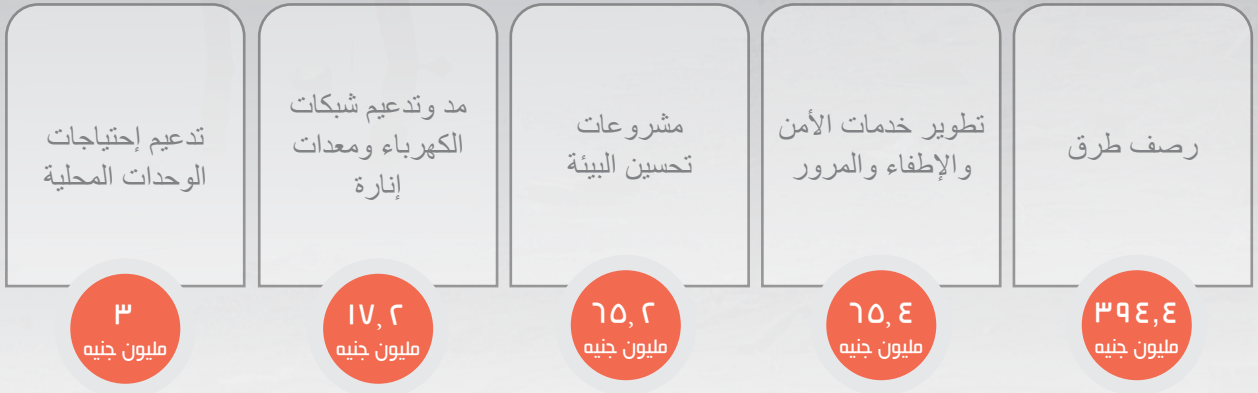 رصف طرق
٣٩٤,٤
مليون جنيه
تطوير خدمات الأمن
والإطفاء والمرور
٦٥,٤
مليون جنيه
مشروعات
تحسين البيئة
٦٥,٢
مليون جنيه
مد وتدعيم شبكات
الكهرباء ومعدات
إنارة
١٧,٢
مليون جنيه
تدعيم إحتياجات
الوحدات المحلية
٣
مليون جنيه